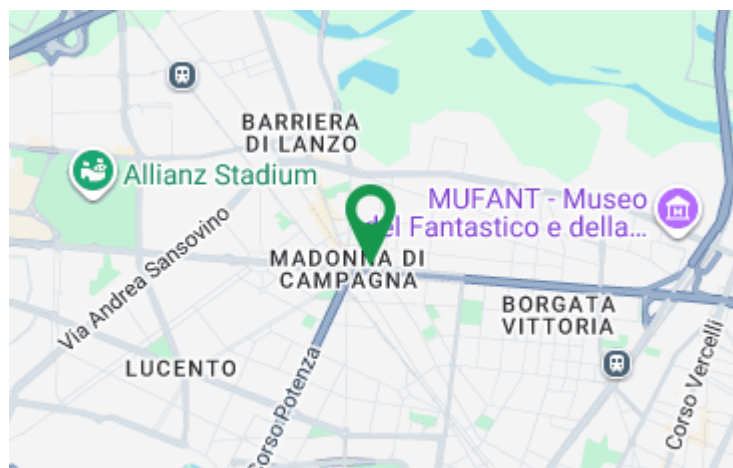 BARRIERA
DI LANZO
Allianz Stadium
MUFANT - Museo
del Fantastico e della...
Via Andrea Sansovino
MADONNA DI
CAMPAGNA
BORGATA
VITTORIA
LUCENTO
Corso Potenza
Corso Vercelli